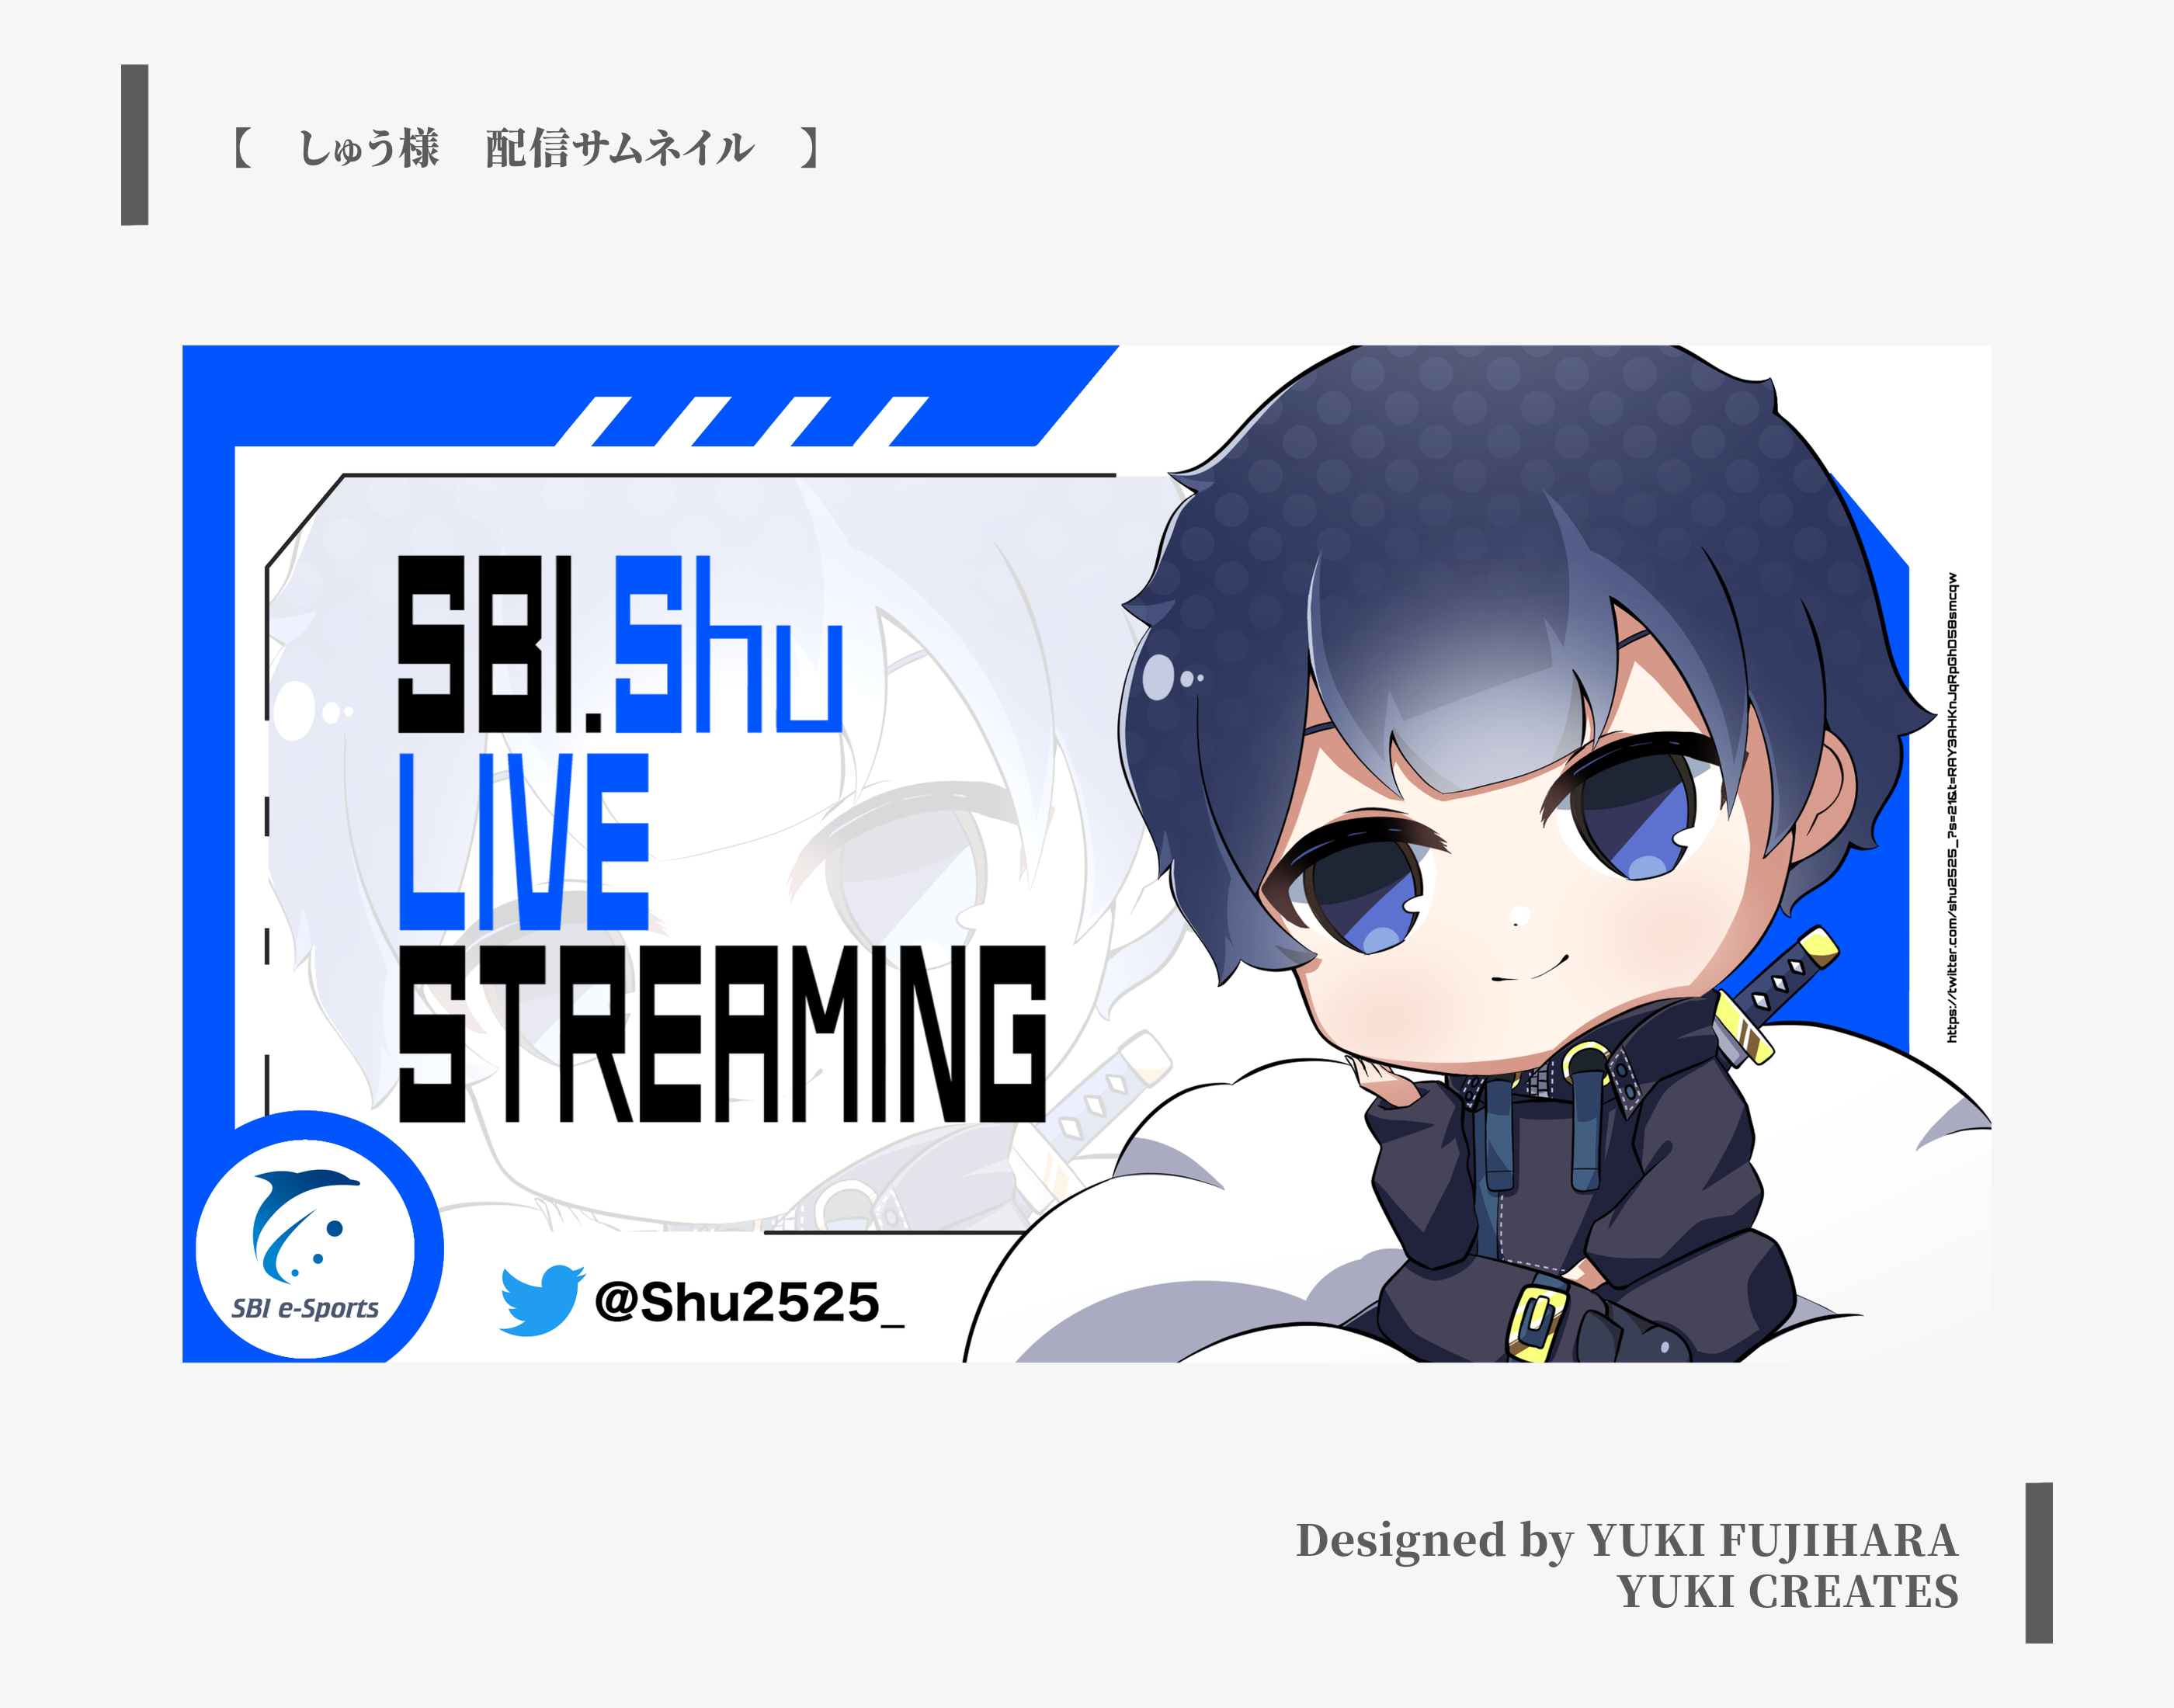 【　しゅう様　配信サムネイル　】
SBI.Shu
LIVE
STREAMING
https://twitter.com/shu2525_?s=21&t=RAY3AHKnJqRpGhD5Bsmcqw
SBI e-Sports
@Shu2525_
Designed by YUKI FUJIHARA
YUKI CREATES